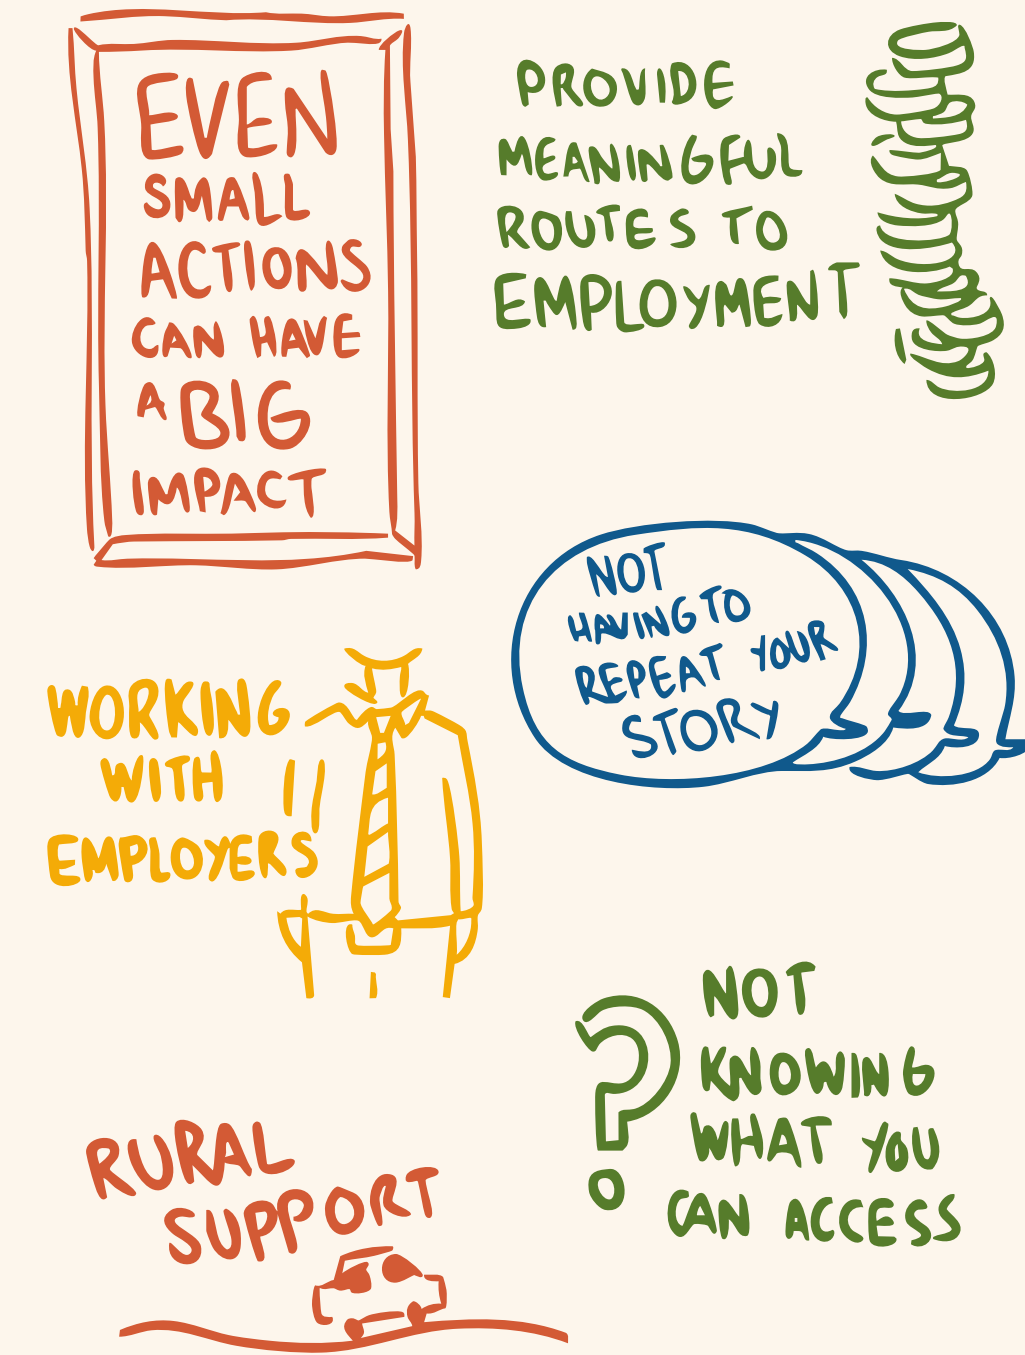 EVEN
SMALL
ACTIONS
CAN HAVE
A BIG
IMPACT
PROVIDE
MEANINGFUL
ROUTES TO
EMPLOYMENT
NOT
HAVING TO
REPEAT YOUR
STORY
WORKING
WITH
EMPLOYERS
NOT
KNOWING
WHAT YOU
CAN ACCESS
RURAL
SUPPORT